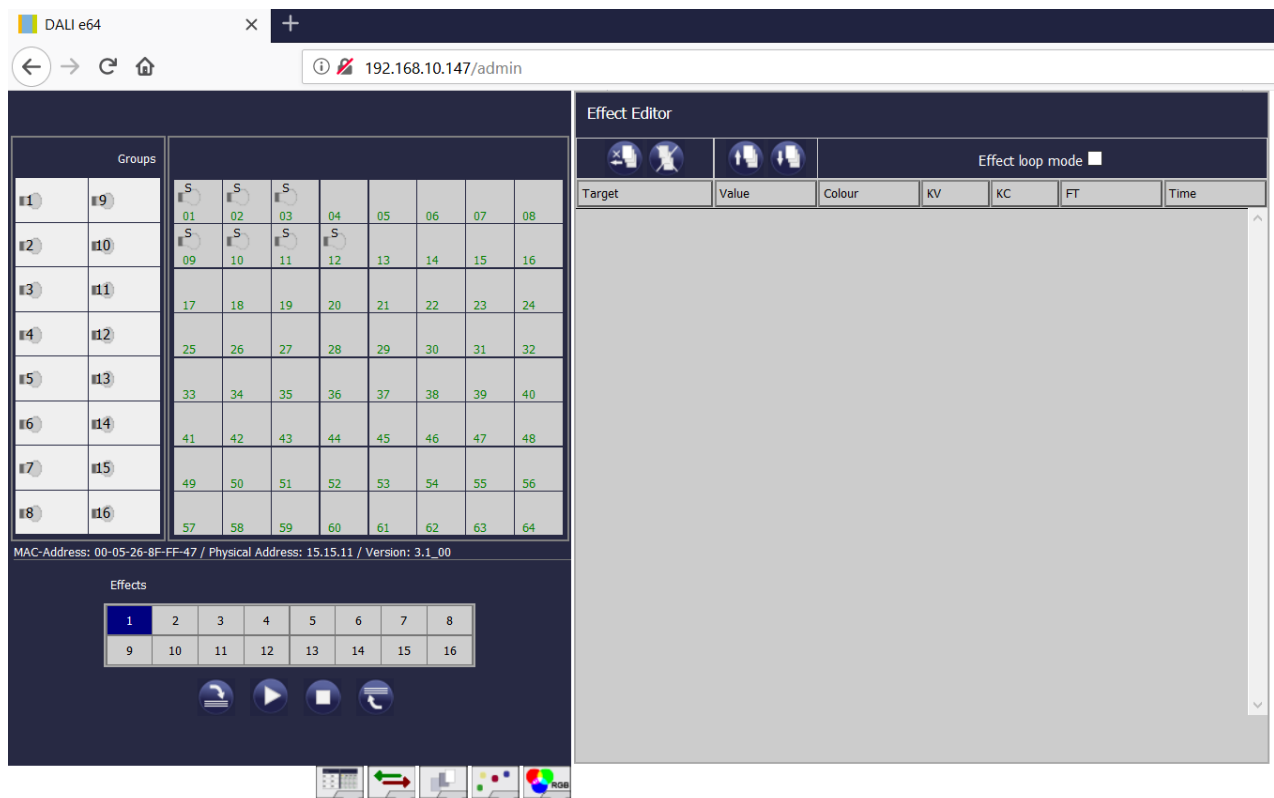 DALI e64
192.168.10.147/admin
Effect Editor
Groups
Effect loop mode
Target Value Colour KV KC FT Time
1 9 S S S
01 02 03 04 05 06 07 08
2 10 S S S S
09 10 11 12 13 14 15 16
3 11
17 18 19 20 21 22 23 24
4 12
25 26 27 28 29 30 31 32
5 13
33 34 35 36 37 38 39 40
6 14
41 42 43 44 45 46 47 48
7 15
49 50 51 52 53 54 55 56
8 16
57 58 59 60 61 62 63 64
MAC-Address: 00-05-26-8F-FF-47 / Physical Address: 15.15.11 / Version: 3.1_00
Effects
1 2 3 4 5 6 7 8
9 10 11 12 13 14 15 16
RGB